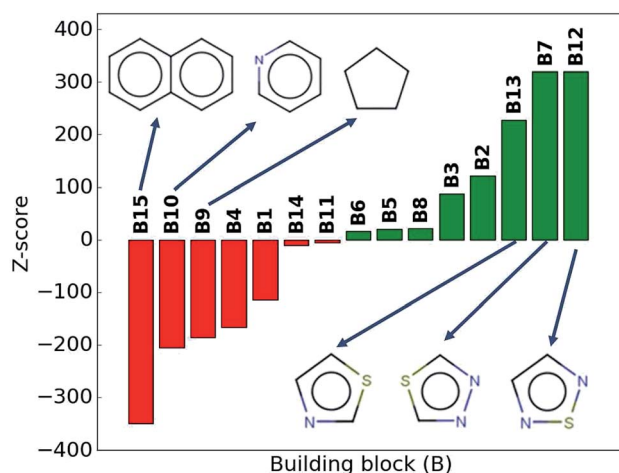 400
300
200
100
0
−100
−200
−300
−400
Z-score
B15
B10
B9
B4
B1
B14
B11
B6
B5
B8
B3
B2
B13
B7
B12
N
S
N
S
N
N
N
N
S
Building block (B)